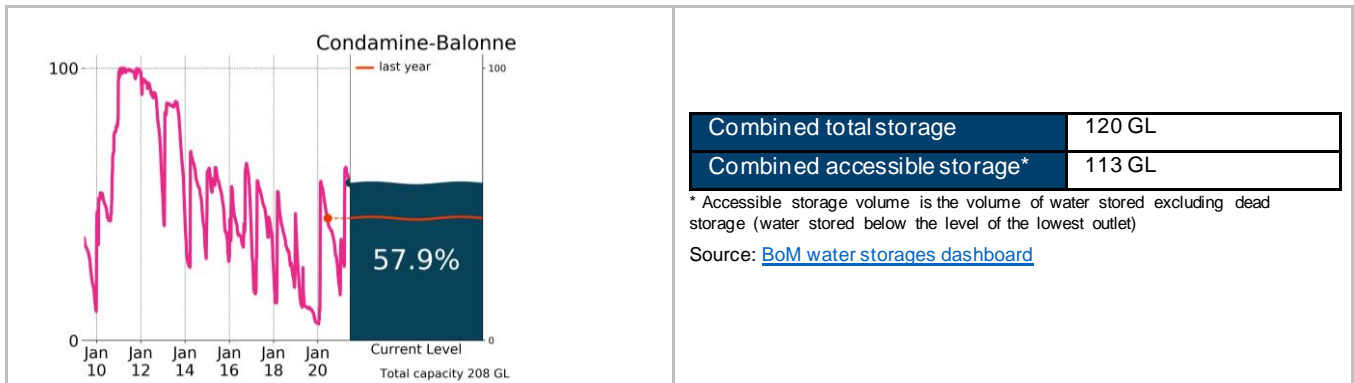 Condamine-Balonne
last year
100
100
57.9%
0
0
Jan Jan Jan Jan Jan Jan
10 12 14 16 18 20
Current Level
Total capacity 208 GL
Combined total storage 120 GL
Combined accessible storage* 113 GL
* Accessible storage volume is the volume of water stored excluding dead
storage (water stored below the level of the lowest outlet)
Source: BoM water storages dashboard